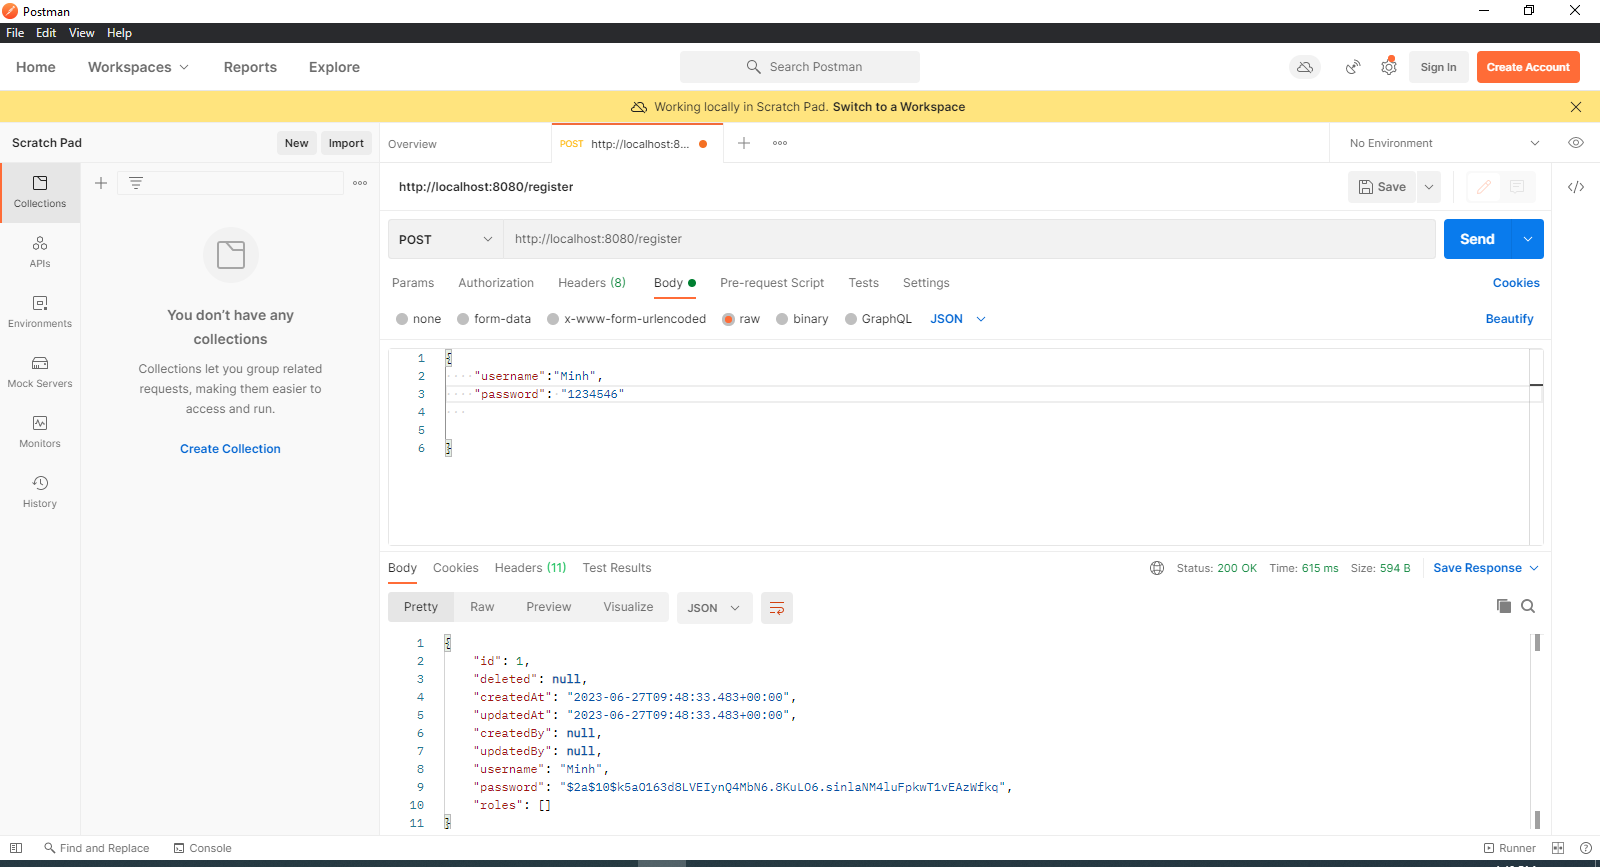 Postman
File Edit View Help
Home Workspaces Reports Explore Search Postman Sign In Create Account
Working locally in Scratch Pad. Switch to a Workspace
Scratch Pad New Import Overview POST http://localhost:8... No Environment
Collections
APIs
Environments
Mock Servers
Monitors
History
You don't have any
collections
Collections let you group related
requests, making them easier to
access and run.
Create Collection
http://localhost:8080/register Save
POST http://localhost:8080/register Send
Params Authorization Headers (8) Body Pre-request Script Tests Settings Cookies
none form-data x-www-form-urlencoded raw binary GraphQL JSON Beautify
1 {
2 "username":"Minh",
3 "password": "1234546"
4
5
6 }
Body Cookies Headers (11) Test Results Status: 200 OK Time: 615 ms Size: 594 B Save Response
Pretty Raw Preview Visualize JSON
1 {
2 "id": 1,
3 "deleted": null,
4 "createdAt": "2023-06-27T09:48:33.483+00:00",
5 "updatedAt": "2023-06-27T09:48:33.483+00:00",
6 "createdBy": null,
7 "updatedBy": null,
8 "username": "Minh",
9 "password": "$2a$10$k5aO163d8LVEIynQ4MbN6.8KuLO6.sinlaNM4luFpkwT1vEAzWfkq",
10 "roles": []
11 }
Find and Replace Console Runner